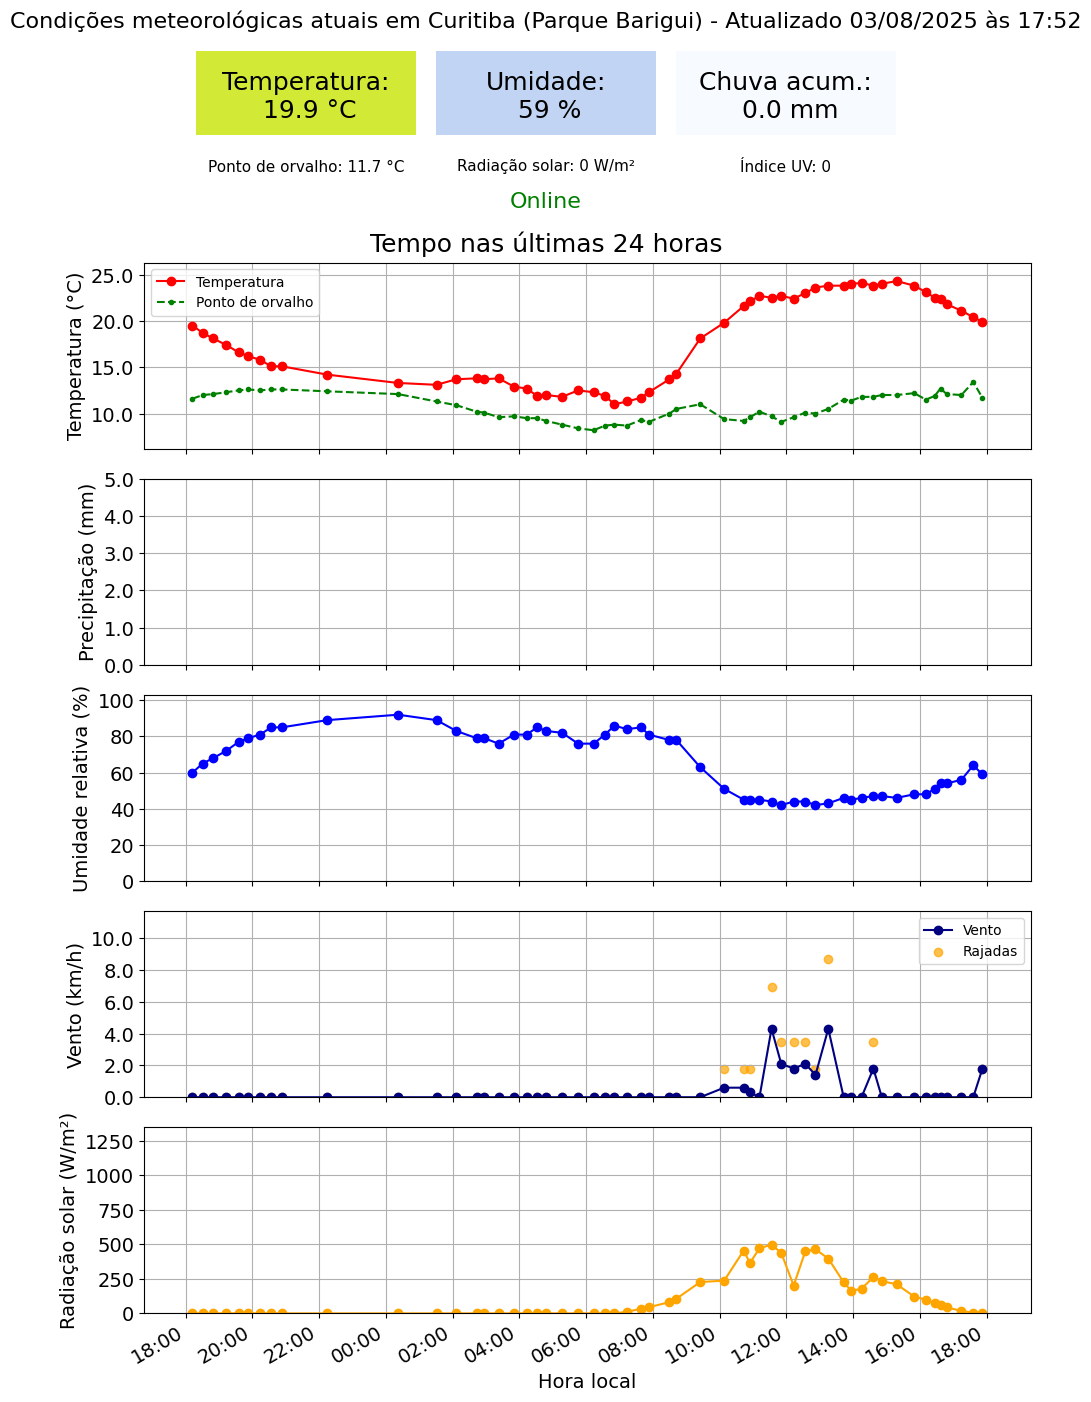 Condições meteorológicas atuais em Curitiba (Parque Barigui) - Atualizado 03/08/2025 às 17:52
Temperatura:
19.9 °C
Umidade:
59 %
Chuva acum.:
0.0 mm
Ponto de orvalho: 11.7 °C
Radiação solar: 0 W/m²
Índice UV: 0
Online
Tempo nas últimas 24 horas
Temperatura (°C)
25.0
20.0
15.0
10.0
Temperatura
Ponto de orvalho
Precipitação (mm)
5.0
4.0
3.0
2.0
1.0
0.0
Umidade relativa (%)
100
80
60
40
20
0
Vento (km/h)
10.0
8.0
6.0
4.0
2.0
0.0
Vento
Rajadas
Radiação solar (W/m²)
1250
1000
750
500
250
0
18:00 20:00 22:00 00:00 02:00 04:00 06:00 08:00 10:00 12:00 14:00 16:00 18:00
Hora local